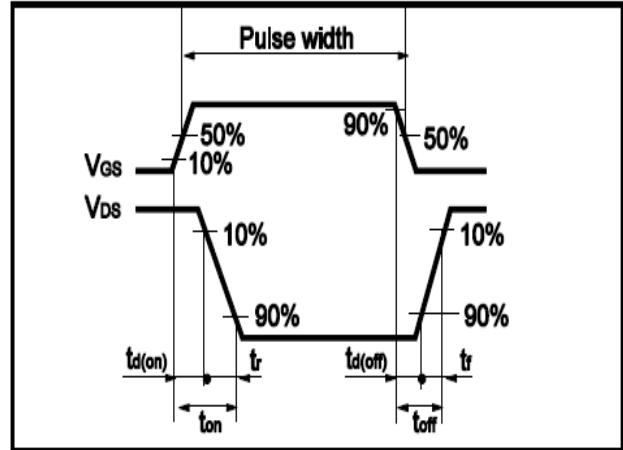 Pulse width
90%
50%
50%
10%
VGS
VDS
10%
10%
90%
90%
td(on)
tr
td(off)
tf
ton
toff